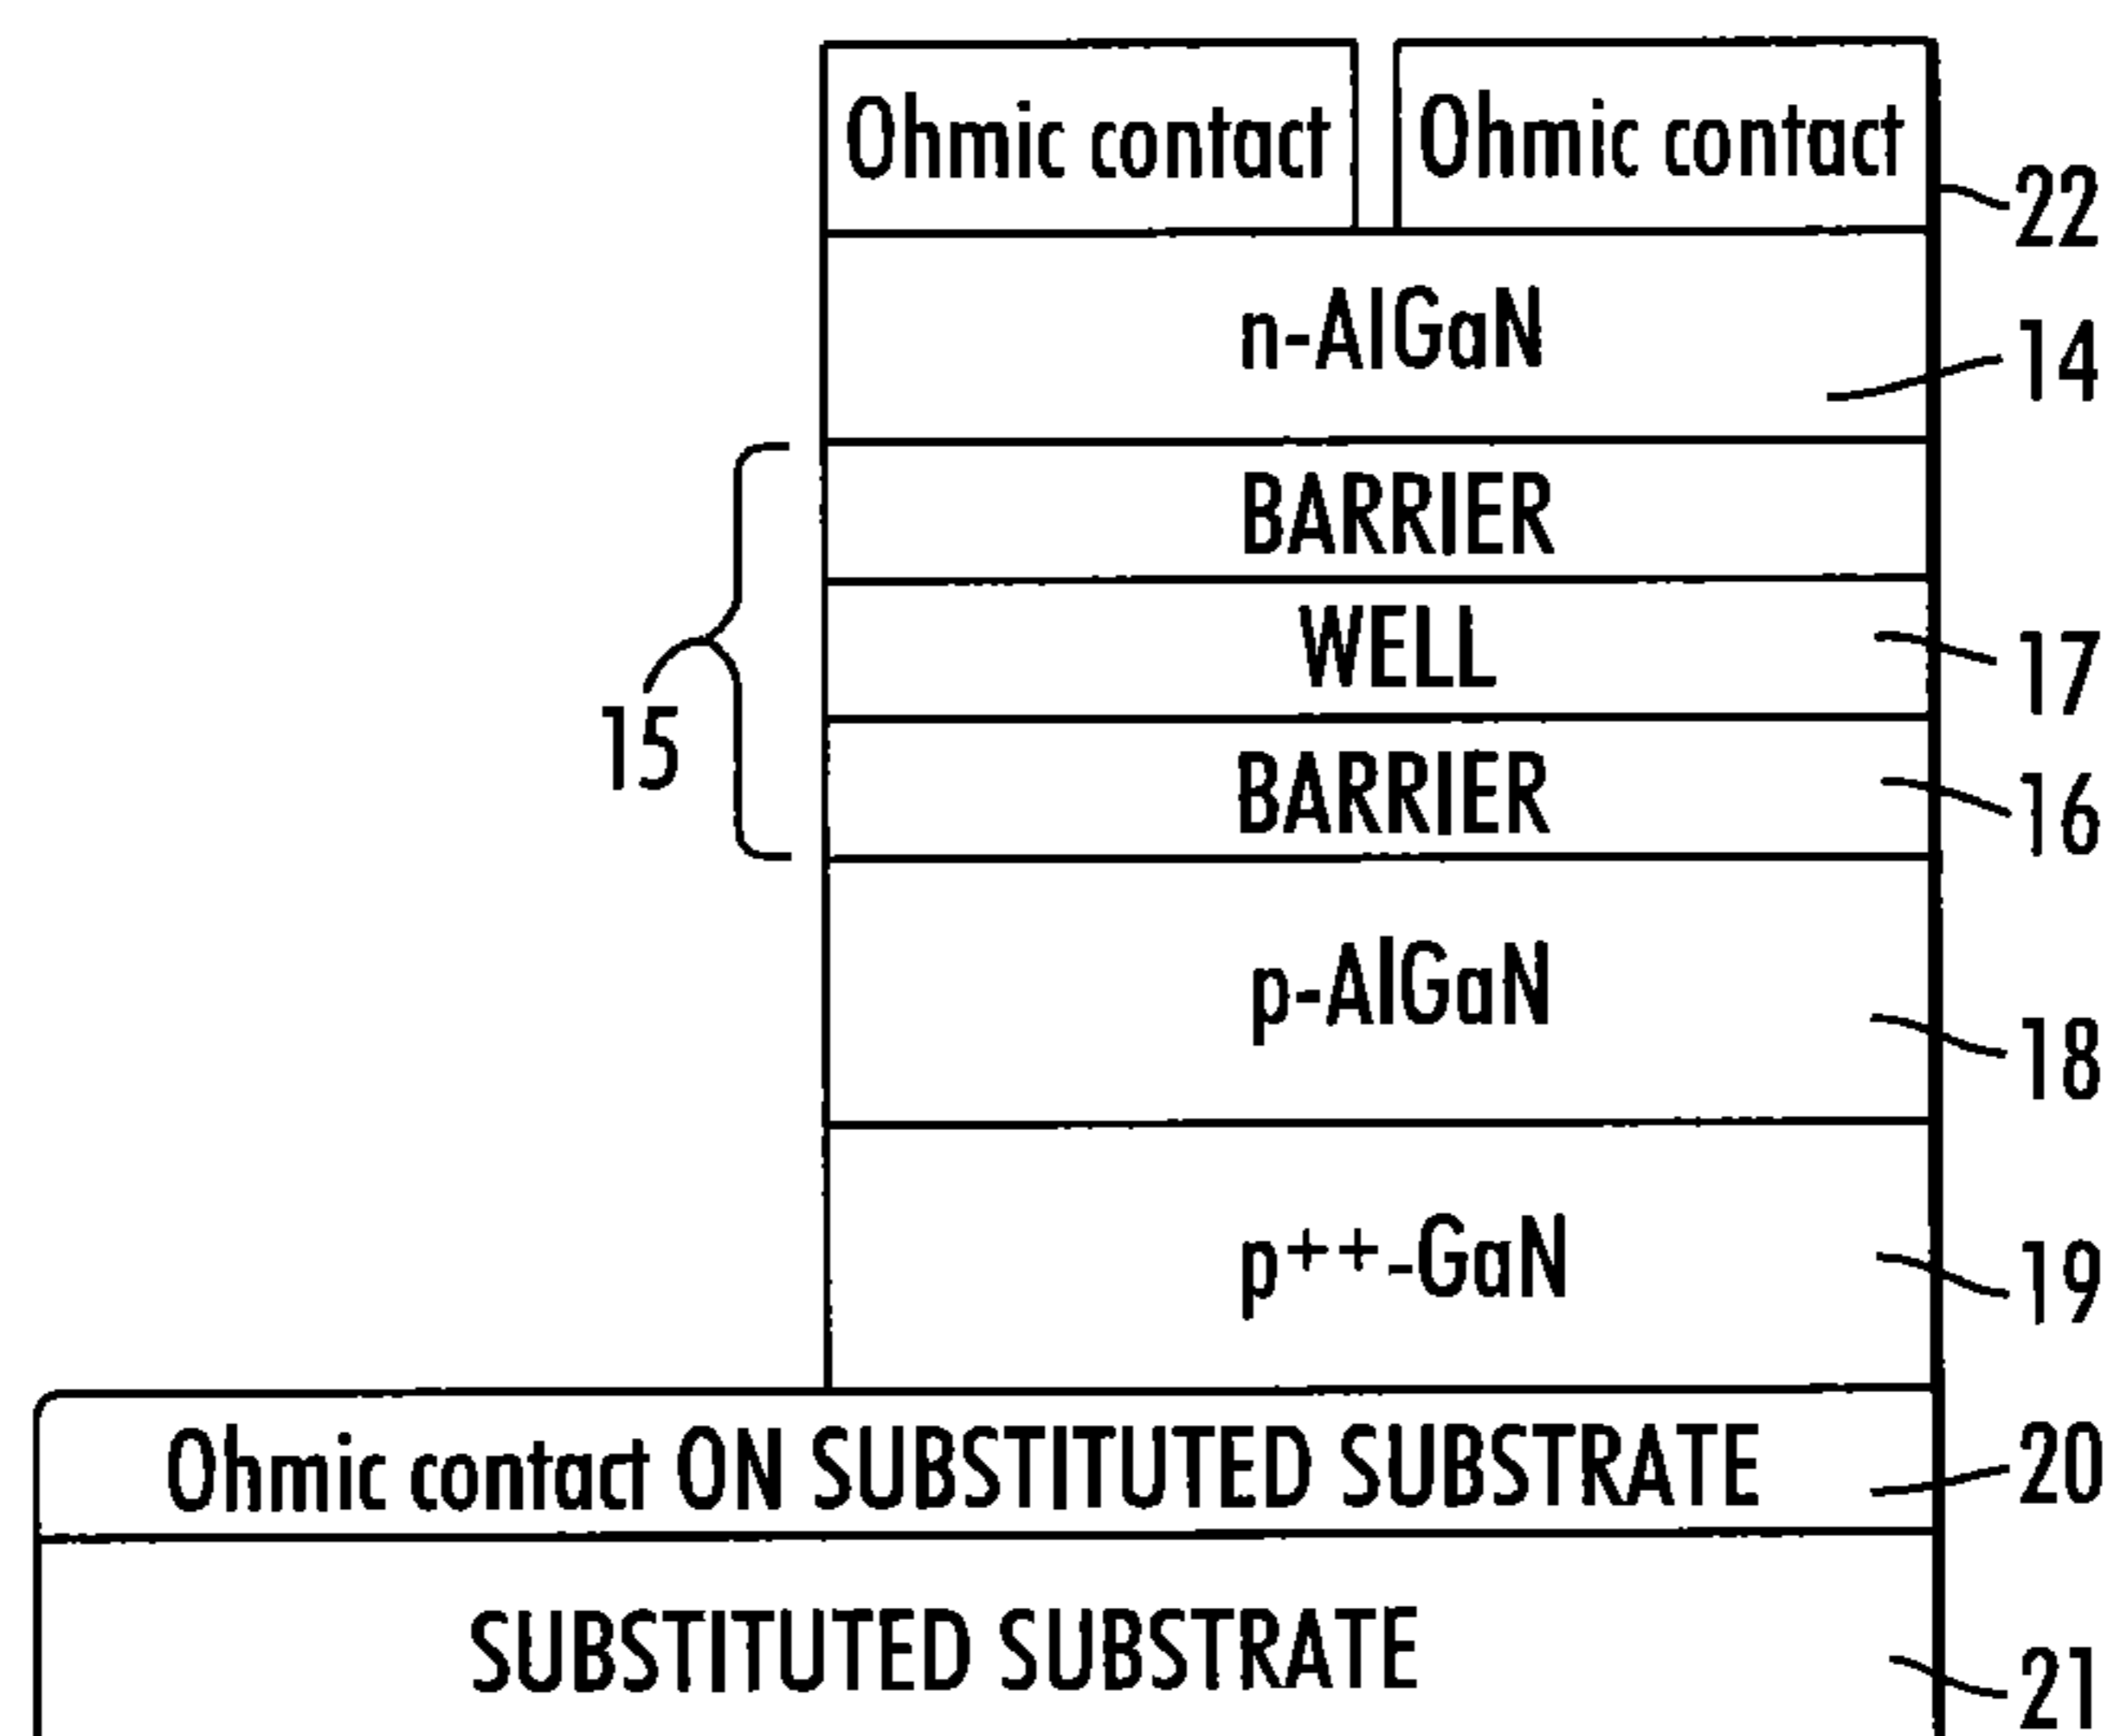 Ohmic contact Ohmic contact
22
n-AlGaN
14
BARRIER
WELL
17
15
BARRIER
16
p-AlGaN
18
p++-GaN
19
Ohmic contact ON SUBSTITUTED SUBSTRATE
20
SUBSTITUTED SUBSTRATE
21